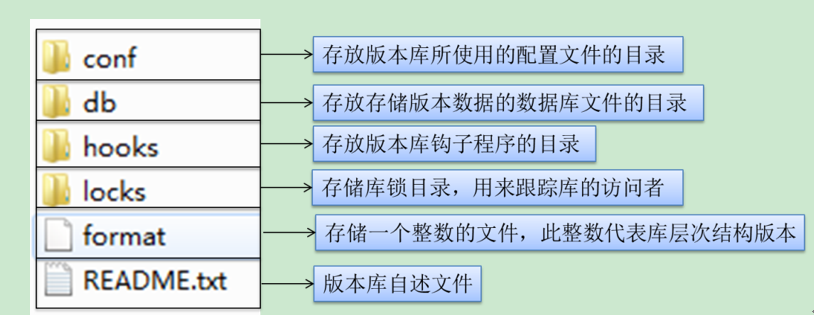 conf 存放版本库所使用的配置文件的目录
db 存放存储版本数据的数据库文件的目录
hooks 存放版本库钩子程序的目录
locks 存储库锁目录，用来跟踪库的访问者
format 存储一个整数的文件，此整数代表库层次结构版本
README.txt 版本库自述文件